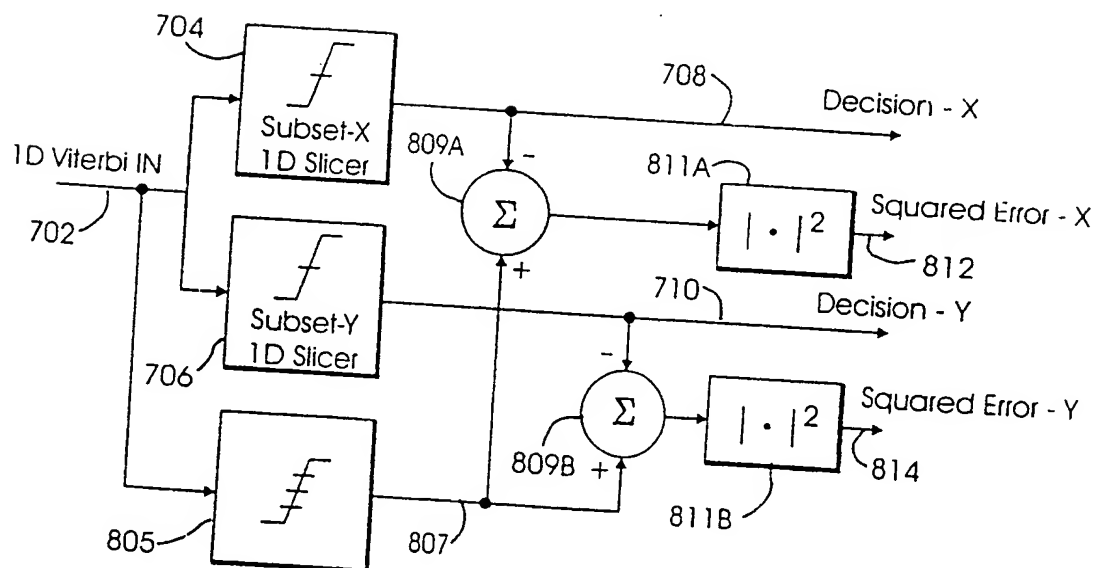 704
Subset-X
1D Slicer
708
Decision - X
809A
-
Σ
+
811A
| • |²
Squared Error - X
812
1D Viterbi IN
702
Subset-Y
1D Slicer
706
710
Decision - Y
-
Σ
809B
+
| • |²
Squared Error - Y
814
811B
805
807